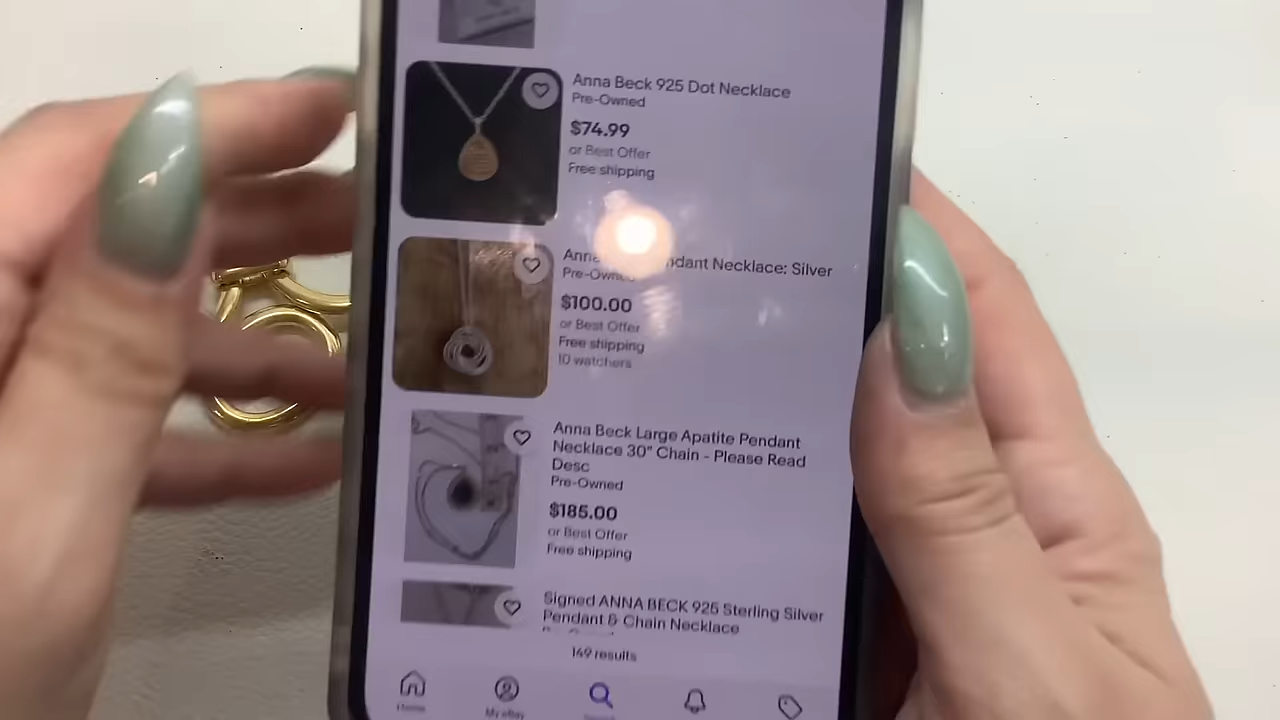 Anna Beck 925 Dot Necklace
Pre-Owned
$74.99
or Best Offer
Free shipping
Necklace: Silver
Pre-Owned
$100.00
or Best Offer
Free shipping
10 watchers
Anna Beck Large Apatite Pendant
Necklace 30" Chain - Please Read
Desc
Pre-Owned
$185.00
or Best Offer
Free shipping
Signed ANNA BECK 925 Sterling Silver
Pendant & Chain Necklace
149 results
Home
My eBay